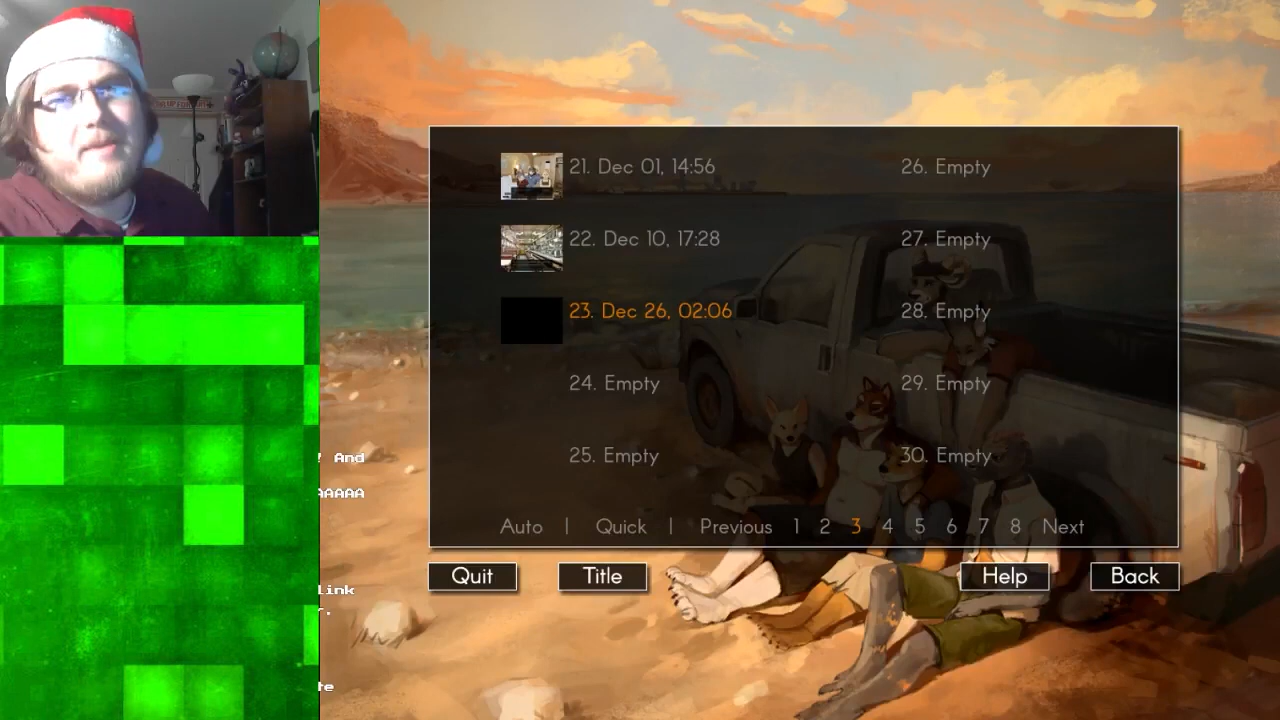 21. Dec 01, 14:56
26. Empty
22. Dec 10, 17:28
27. Empty
23. Dec 26, 02:06
28. Empty
24. Empty
29. Empty
! And
25. Empty
30. Empty
AAAAA
Auto | Quick | Previous 1 2 3 4 5 6 7 8 Next
Quit
Title
Help
Back
link
r.
te